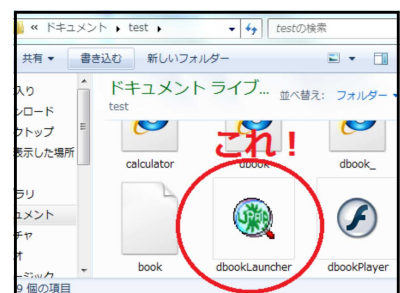 « ドキュメント ▸ test ▸
testの検索
共有 ▼
書き込む
新しいフォルダー
入り
ンロード
クトップ
表示した場所
ラリ
ュメント
チャ
オ
ージック
ドキュメント ライブ...
並べ替え: フォルダー ▼
test
これ！
calculator
dbook
dbook_
book
dbookLauncher
dbookPlayer
9 個の項目